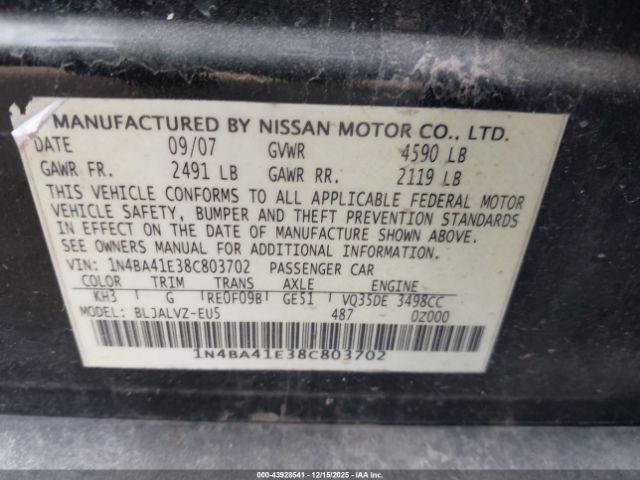 MANUFACTURED BY NISSAN MOTOR CO., LTD.
DATE 09/07 GVWR 4590 LB
GAWR FR. 2491 LB GAWR RR. 2119 LB
THIS VEHICLE CONFORMS TO ALL APPLICABLE FEDERAL MOTOR
VEHICLE SAFETY, BUMPER AND THEFT PREVENTION STANDARDS
IN EFFECT ON THE DATE OF MANUFACTURE SHOWN ABOVE.
SEE OWNERS MANUAL FOR ADDITIONAL INFORMATION.
VIN: 1N4BA41E38C803702 PASSENGER CAR
COLOR TRIM TRANS AXLE ENGINE
KH3 G RE0F09B GE51 VQ35DE 3498CC
MODEL: BLJALVZ-EU5 487 0Z000
1N4BA41E38C803702
000-43928541 - 12/15/2025 - IAAI.COM